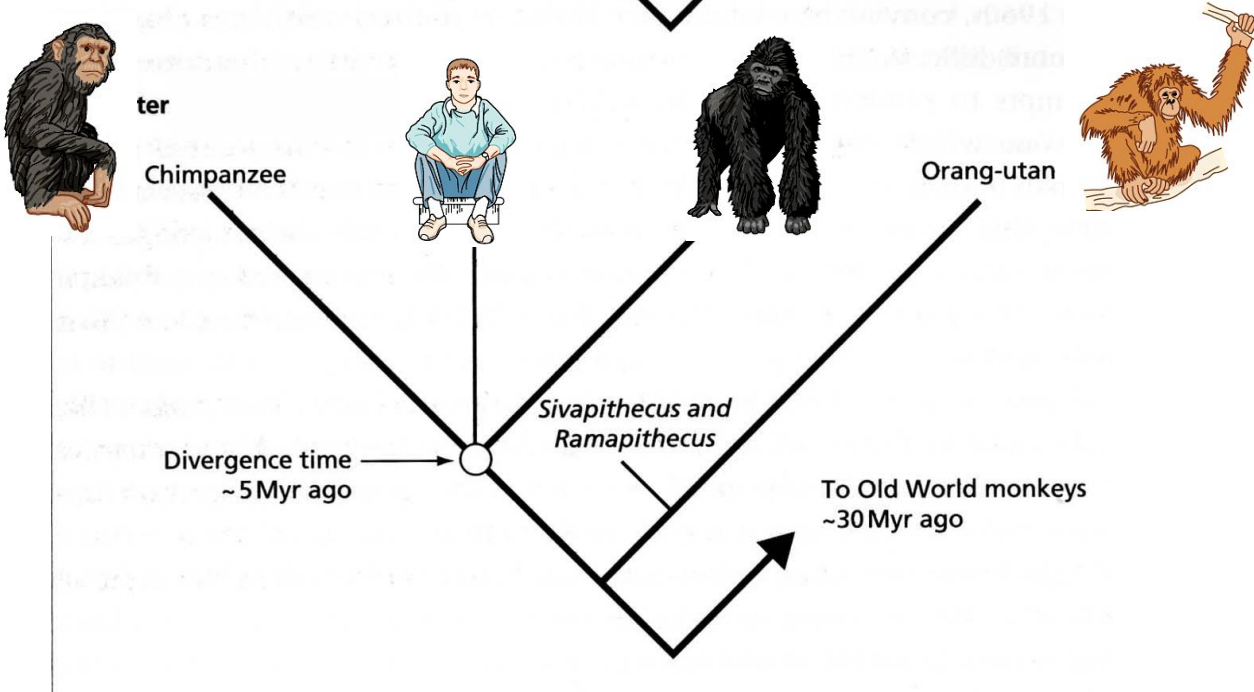 ter
Chimpanzee
Orang-utan
Sivapithecus and
Ramapithecus
Divergence time
~5 Myr ago
To Old World monkeys
~30 Myr ago